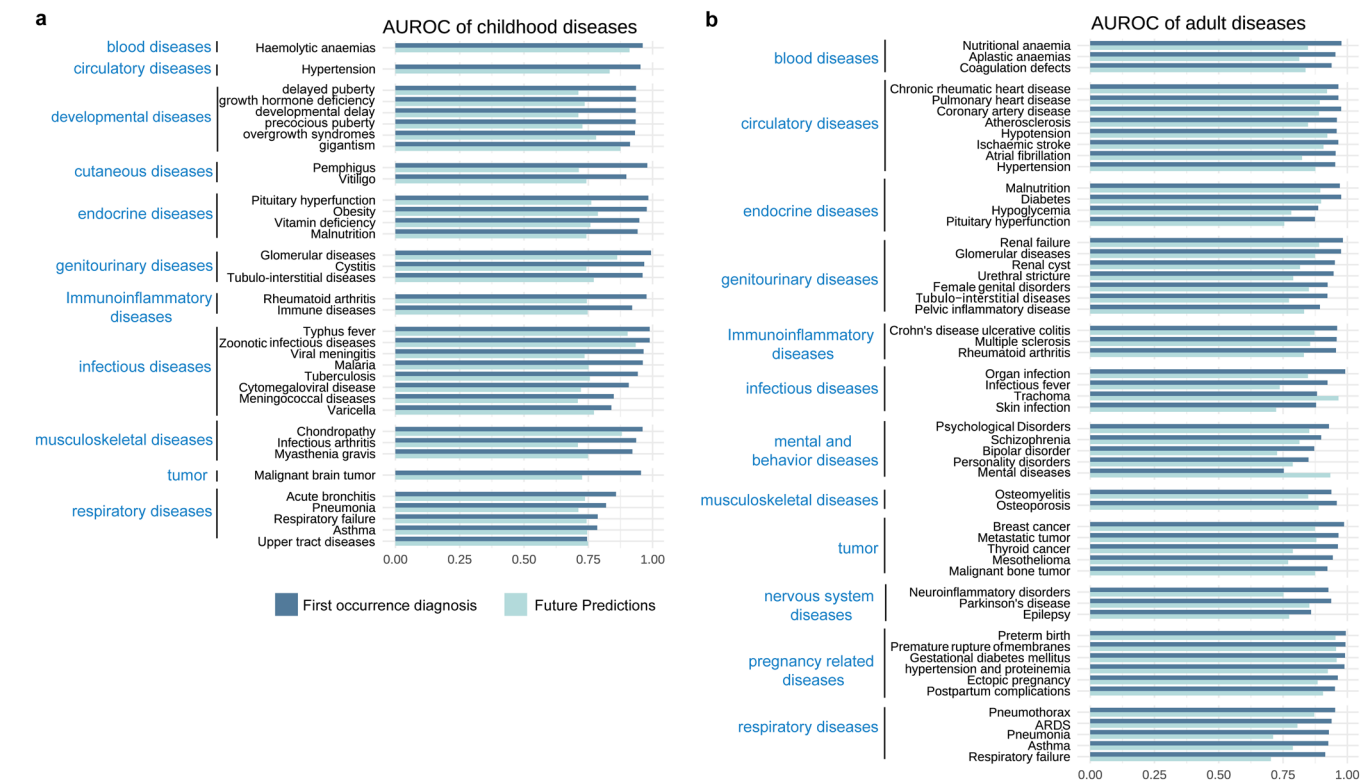 a
AUROC of childhood diseases
blood diseases
Haemolytic anaemias
circulatory diseases
Hypertension
developmental diseases
delayed puberty
growth hormone deficiency
developmental delay
precocious puberty
overgrowth syndromes
gigantism
cutaneous diseases
Pemphigus
Vitiligo
endocrine diseases
Pituitary hyperfunction
Obesity
Vitamin deficiency
Malnutrition
genitourinary diseases
Glomerular diseases
Cystitis
Tubulo-interstitial diseases
Immunoinflammatory
diseases
Rheumatoid arthritis
Immune diseases
infectious diseases
Typhus fever
Zoonotic infectious diseases
Viral meningitis
Malaria
Tuberculosis
Cytomegaloviral disease
Meningococcal diseases
Varicella
musculoskeletal diseases
Chondropathy
Infectious arthritis
Myasthenia gravis
tumor
Malignant brain tumor
respiratory diseases
Acute bronchitis
Pneumonia
Respiratory failure
Asthma
Upper tract diseases
0.00 0.25 0.50 0.75 1.00
First occurrence diagnosis Future Predictions
b
AUROC of adult diseases
blood diseases
Nutritional anaemia
Aplastic anaemias
Coagulation defects
circulatory diseases
Chronic rheumatic heart disease
Pulmonary heart disease
Coronary artery disease
Atherosclerosis
Hypotension
Ischaemic stroke
Atrial fibrillation
Hypertension
endocrine diseases
Malnutrition
Diabetes
Hypoglycemia
Pituitary hyperfunction
genitourinary diseases
Renal failure
Glomerular diseases
Renal cyst
Urethral stricture
Female genital disorders
Tubulo−interstitial diseases
Pelvic inflammatory disease
Immunoinflammatory
diseases
Crohn's disease ulcerative colitis
Multiple sclerosis
Rheumatoid arthritis
infectious diseases
Organ infection
Infectious fever
Trachoma
Skin infection
mental and
behavior diseases
Psychological Disorders
Schizophrenia
Bipolar disorder
Personality disorders
Mental diseases
musculoskeletal diseases
Osteomyelitis
Osteoporosis
tumor
Breast cancer
Metastatic tumor
Thyroid cancer
Mesothelioma
Malignant bone tumor
nervous system
diseases
Neuroinflammatory disorders
Parkinson's disease
Epilepsy
pregnancy related
diseases
Preterm birth
Premature rupture of membranes
Gestational diabetes mellitus
hypertension and proteinemia
Ectopic pregnancy
Postpartum complications
respiratory diseases
Pneumothorax
ARDS
Pneumonia
Asthma
Respiratory failure
0.00 0.25 0.50 0.75 1.00